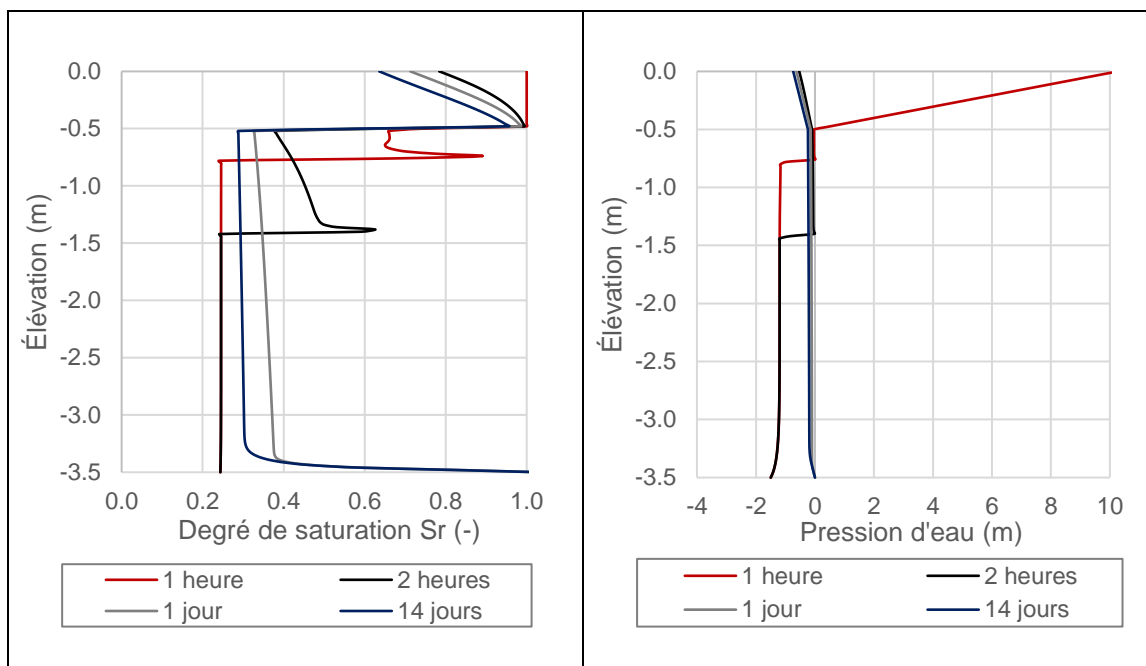 0.0
-0.5
-1.0
-1.5
-2.0
-2.5
-3.0
-3.5
Élévation (m)
0.0 0.2 0.4 0.6 0.8 1.0
Degré de saturation Sr (-)
1 heure 2 heures
1 jour 14 jours
0.0
-0.5
-1.0
-1.5
-2.0
-2.5
-3.0
-3.5
Élévation (m)
-4 -2 0 2 4 6 8 10
Pression d'eau (m)
1 heure 2 heures
1 jour 14 jours